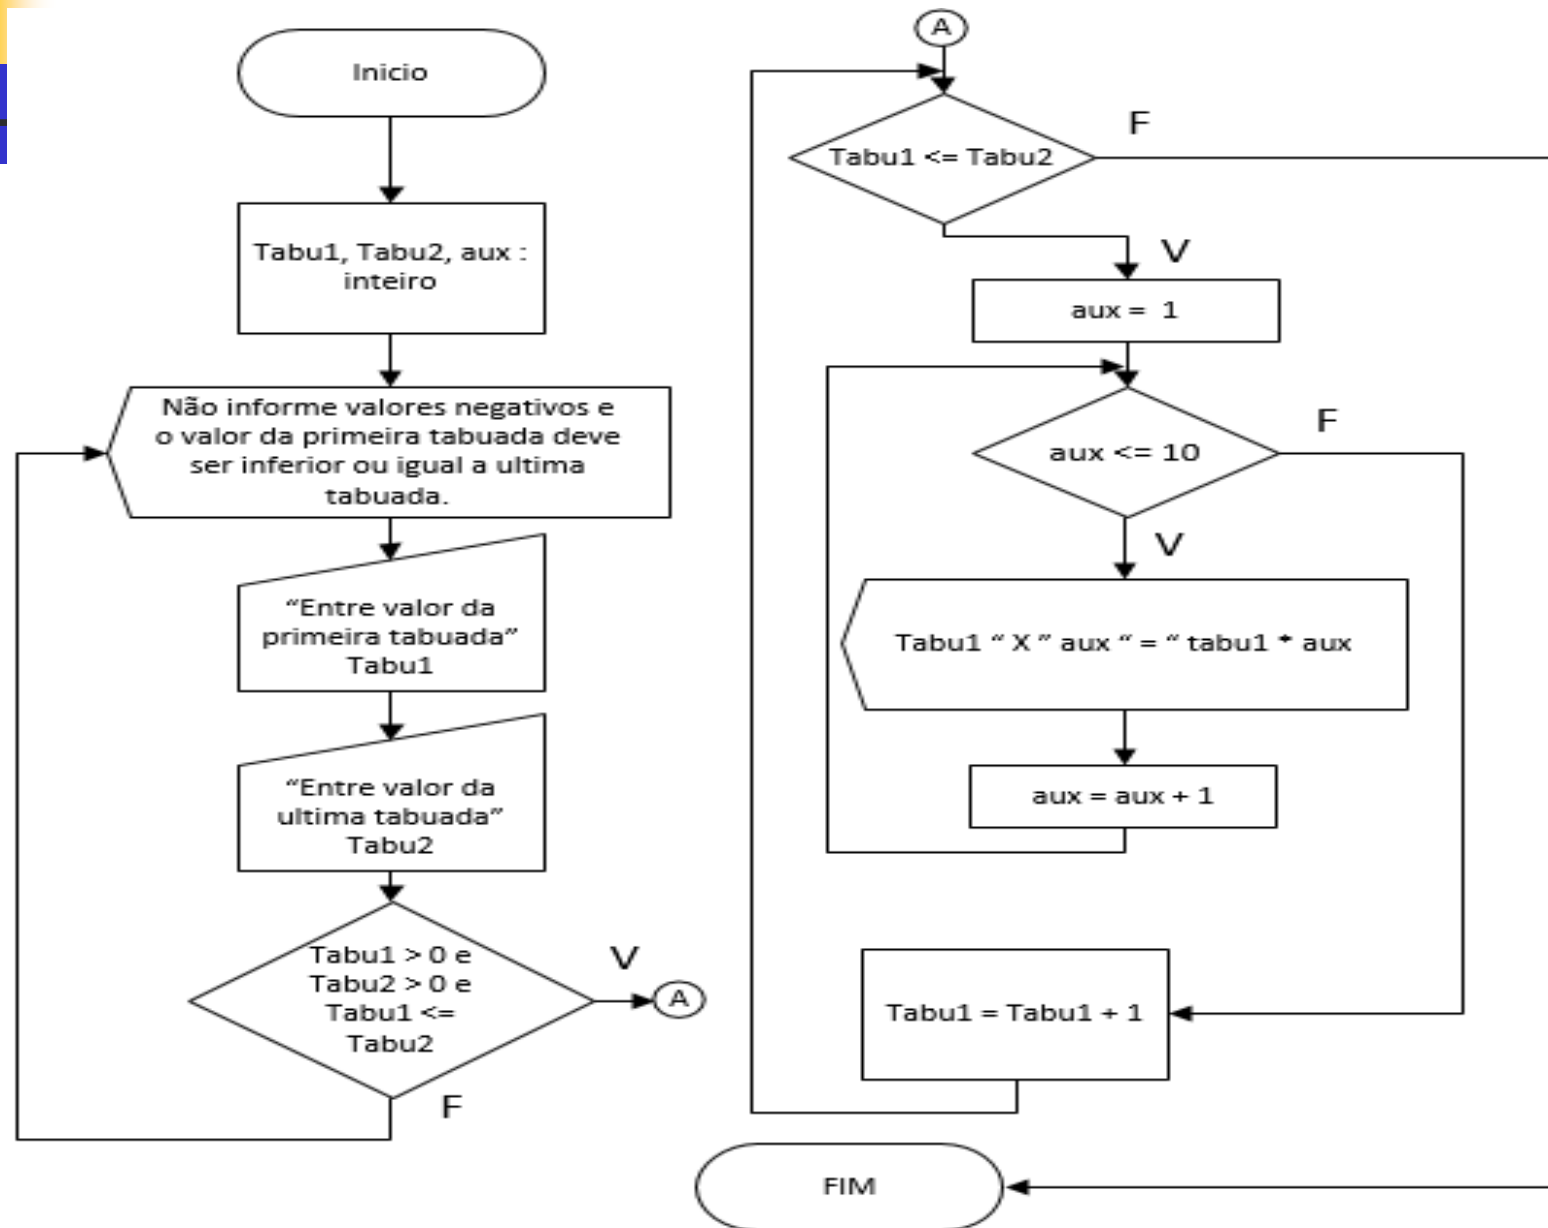 Inicio
Tabu1, Tabu2, aux :
inteiro
Não informe valores negativos e
o valor da primeira tabuada deve
ser inferior ou igual a ultima
tabuada.
“Entre valor da
primeira tabuada”
Tabu1
“Entre valor da
ultima tabuada”
Tabu2
Tabu1 > 0 e
Tabu2 > 0 e
Tabu1 <=
Tabu2
V
A
F
A
Tabu1 <= Tabu2
F
V
aux = 1
aux <= 10
F
V
Tabu1 “ X ” aux “ = “ tabu1 * aux
aux = aux + 1
Tabu1 = Tabu1 + 1
FIM